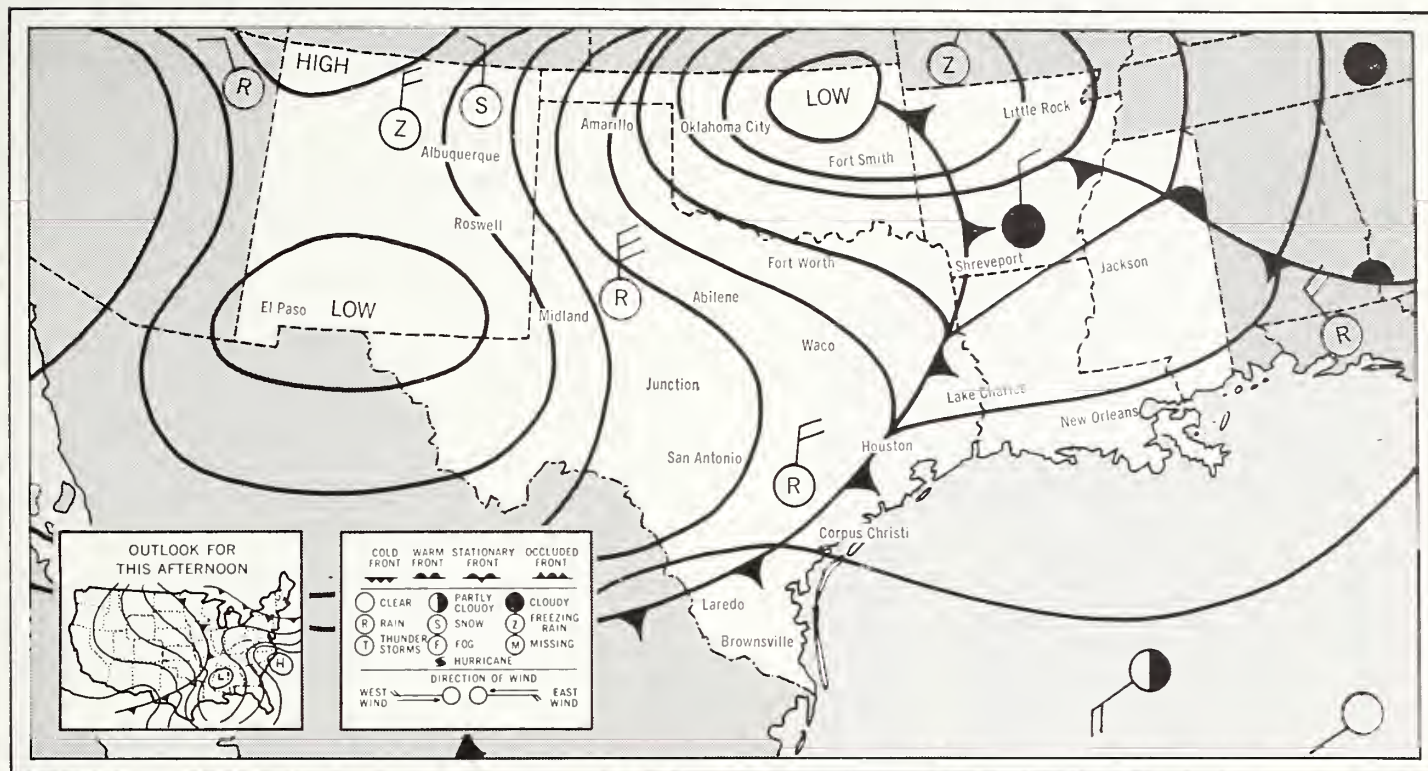 HIGH
R
Z
S
Z
LOW
Albuquerque
Amarillo
Oklahoma City
Little Rock
Fort Smith
Roswell
Fort Worth
Shreveport
Jackson
R
El Paso
LOW
Midland
Abilene
Waco
R
Junction
Lake Charles
New Orleans
San Antonio
Houston
R
Corpus Christi
Laredo
Brownsville
OUTLOOK FOR
THIS AFTERNOON
L
H
COLD FRONT
WARM FRONT
STATIONARY FRONT
OCCLUDED FRONT
CLEAR
PARTLY CLOUDY
CLOUDY
R RAIN
S SNOW
Z FREEZING RAIN
T THUNDER STORMS
F FOG
M MISSING
HURRICANE
DIRECTION OF WIND
WEST WIND
EAST WIND